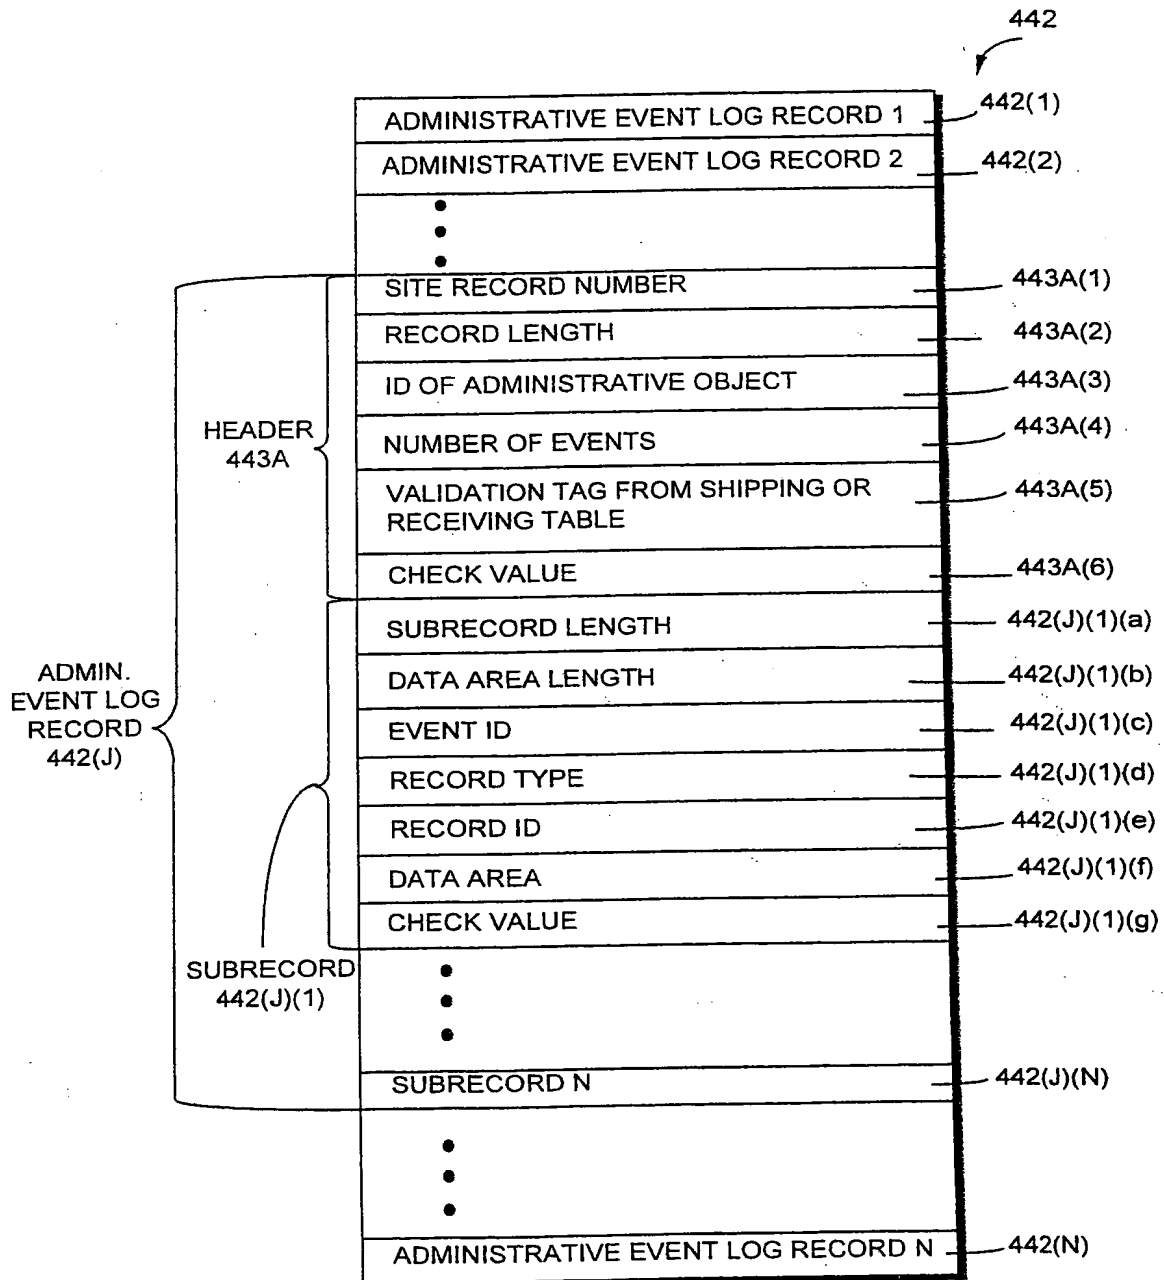 442
ADMINISTRATIVE EVENT LOG RECORD 1
442(1)
ADMINISTRATIVE EVENT LOG RECORD 2
442(2)
SITE RECORD NUMBER
443A(1)
RECORD LENGTH
443A(2)
ID OF ADMINISTRATIVE OBJECT
443A(3)
HEADER
443A
NUMBER OF EVENTS
443A(4)
VALIDATION TAG FROM SHIPPING OR
RECEIVING TABLE
443A(5)
CHECK VALUE
443A(6)
SUBRECORD LENGTH
442(J)(1)(a)
ADMIN.
EVENT LOG
RECORD
442(J)
DATA AREA LENGTH
442(J)(1)(b)
EVENT ID
442(J)(1)(c)
RECORD TYPE
442(J)(1)(d)
RECORD ID
442(J)(1)(e)
DATA AREA
442(J)(1)(f)
CHECK VALUE
442(J)(1)(g)
SUBRECORD
442(J)(1)
SUBRECORD N
442(J)(N)
ADMINISTRATIVE EVENT LOG RECORD N
442(N)